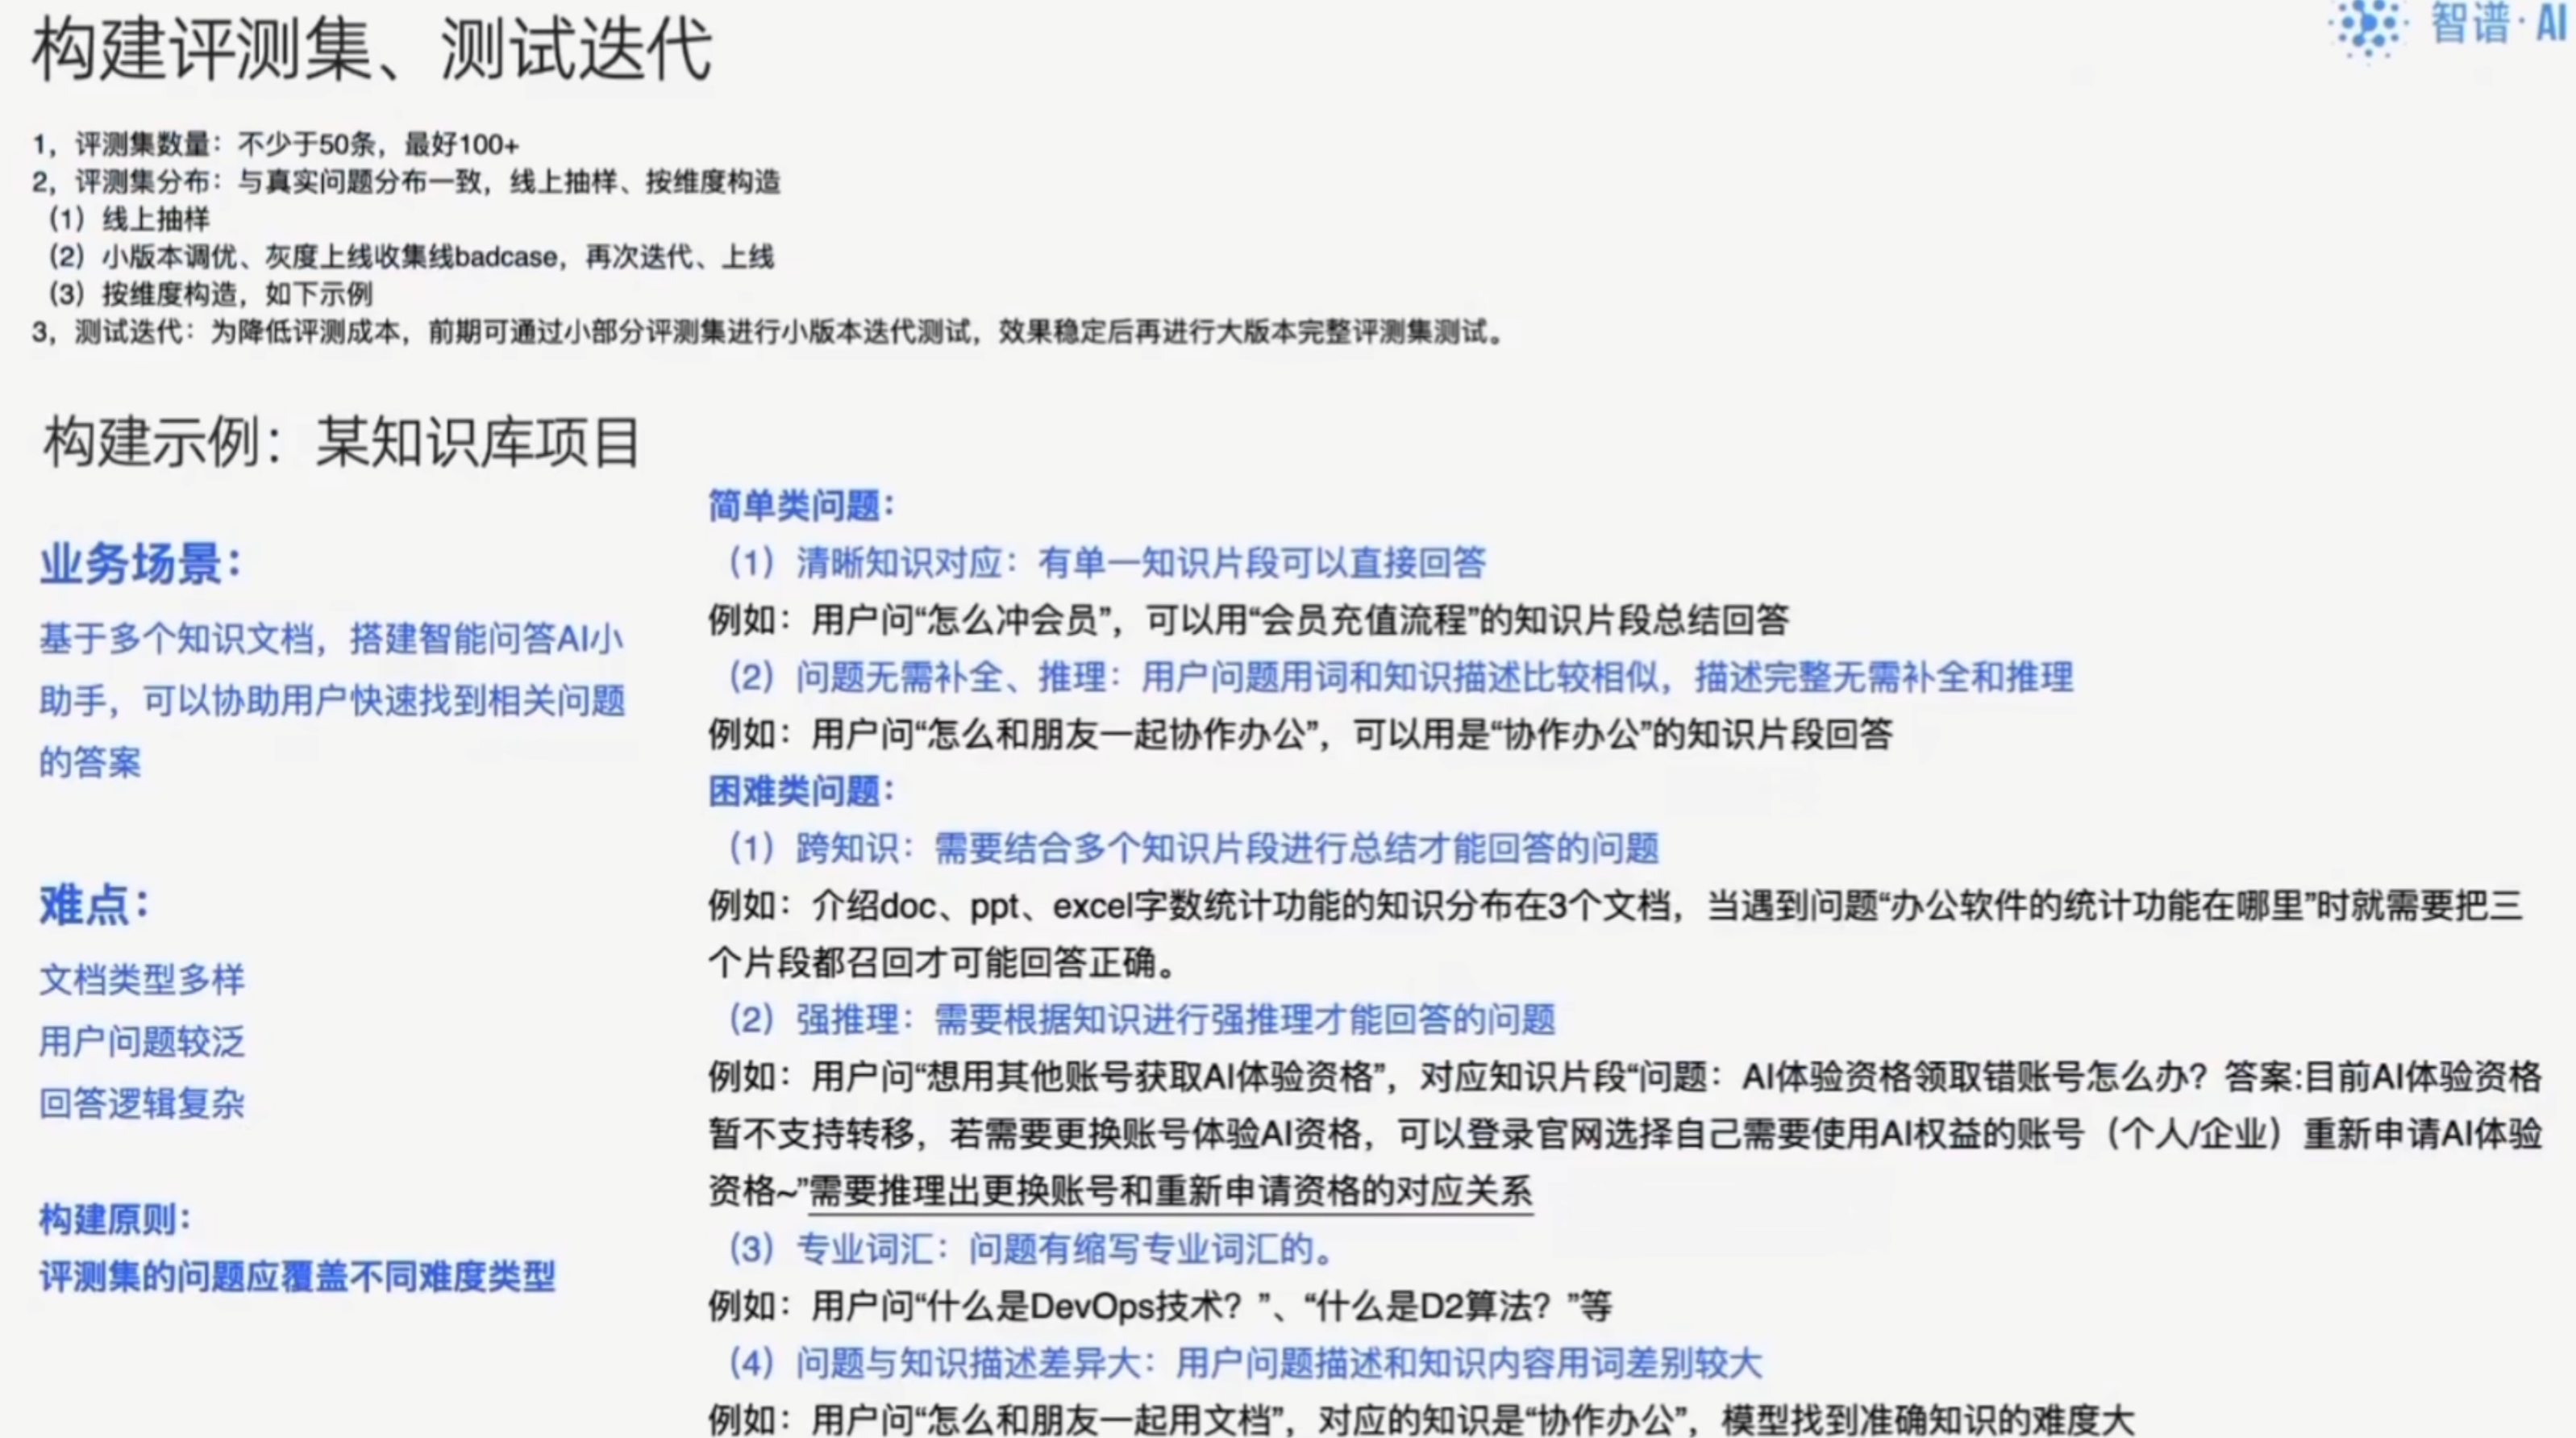 构建评测集、测试迭代
智谱·AI
1，评测集数量：不少于50条，最好100+
2，评测集分布：与真实问题分布一致，线上抽样、按维度构造
（1）线上抽样
（2）小版本调优、灰度上线收集线badcase，再次迭代、上线
（3）按维度构造，如下示例
3，测试迭代：为降低评测成本，前期可通过小部分评测集进行小版本迭代测试，效果稳定后再进行大版本完整评测集测试。
构建示例：某知识库项目
业务场景：
基于多个知识文档，搭建智能问答AI小
助手，可以协助用户快速找到相关问题
的答案
难点：
文档类型多样
用户问题较泛
回答逻辑复杂
构建原则：
评测集的问题应覆盖不同难度类型
简单类问题：
（1）清晰知识对应：有单一知识片段可以直接回答
例如：用户问“怎么冲会员”，可以用“会员充值流程”的知识片段总结回答
（2）问题无需补全、推理：用户问题用词和知识描述比较相似，描述完整无需补全和推理
例如：用户问“怎么和朋友一起协作办公”，可以用是“协作办公”的知识片段回答
困难类问题：
（1）跨知识：需要结合多个知识片段进行总结才能回答的问题
例如：介绍doc、ppt、excel字数统计功能的知识分布在3个文档，当遇到问题“办公软件的统计功能在哪里”时就需要把三
个片段都召回才可能回答正确。
（2）强推理：需要根据知识进行强推理才能回答的问题
例如：用户问“想用其他账号获取AI体验资格”，对应知识片段“问题：AI体验资格领取错账号怎么办？答案:目前AI体验资格
暂不支持转移，若需要更换账号体验AI资格，可以登录官网选择自己需要使用AI权益的账号（个人/企业）重新申请AI体验
资格~”需要推理出更换账号和重新申请资格的对应关系
（3）专业词汇：问题有缩写专业词汇的。
例如：用户问“什么是DevOps技术？”、“什么是D2算法？”等
（4）问题与知识描述差异大：用户问题描述和知识内容用词差别较大
例如：用户问“怎么和朋友一起用文档”，对应的知识是“协作办公”，模型找到准确知识的难度大